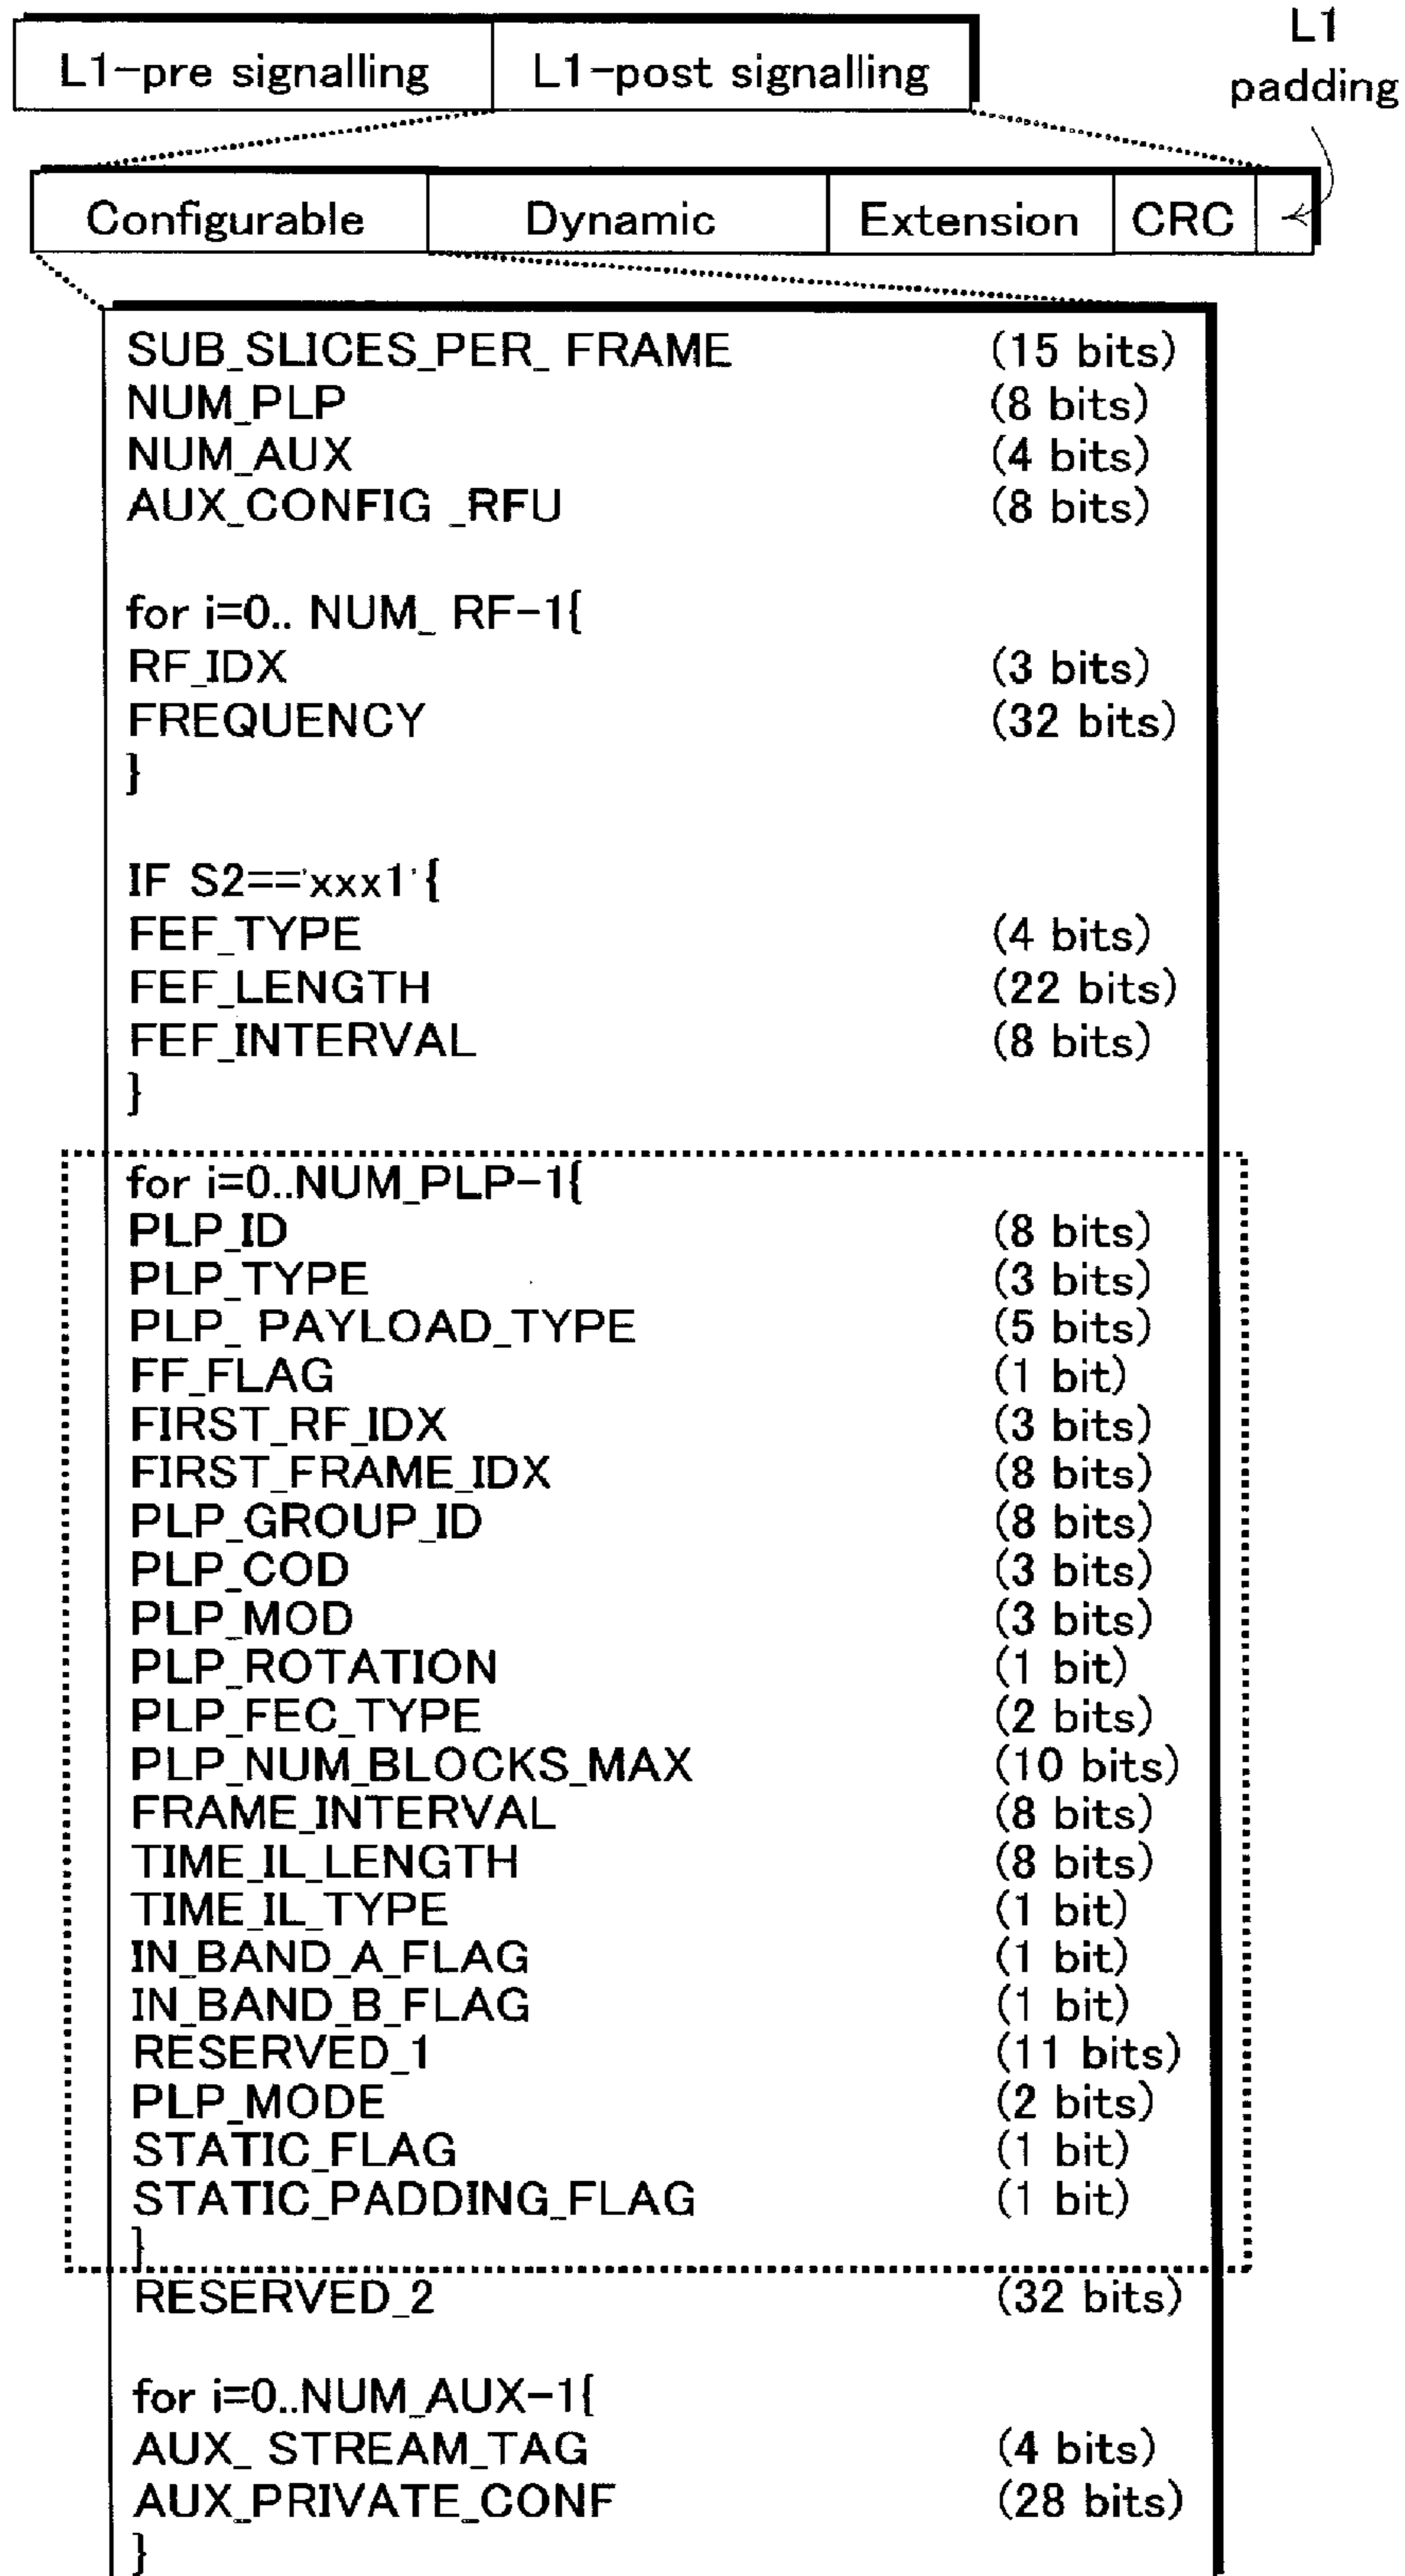 L1-pre signalling L1-post signalling L1
padding
Configurable Dynamic Extension CRC
SUB_SLICES_PER_ FRAME (15 bits)
NUM_PLP (8 bits)
NUM_AUX (4 bits)
AUX_CONFIG _RFU (8 bits)
for i=0.. NUM_ RF-1{
RF_IDX (3 bits)
FREQUENCY (32 bits)
}
IF S2=='xxx1'{
FEF_TYPE (4 bits)
FEF_LENGTH (22 bits)
FEF_INTERVAL (8 bits)
}
for i=0..NUM_PLP-1{
PLP_ID (8 bits)
PLP_TYPE (3 bits)
PLP_ PAYLOAD_TYPE (5 bits)
FF_FLAG (1 bit)
FIRST_RF_IDX (3 bits)
FIRST_FRAME_IDX (8 bits)
PLP_GROUP_ID (8 bits)
PLP_COD (3 bits)
PLP_MOD (3 bits)
PLP_ROTATION (1 bit)
PLP_FEC_TYPE (2 bits)
PLP_NUM_BLOCKS_MAX (10 bits)
FRAME_INTERVAL (8 bits)
TIME_IL_LENGTH (8 bits)
TIME_IL_TYPE (1 bit)
IN_BAND_A_FLAG (1 bit)
IN_BAND_B_FLAG (1 bit)
RESERVED_1 (11 bits)
PLP_MODE (2 bits)
STATIC_FLAG (1 bit)
STATIC_PADDING_FLAG (1 bit)
}
RESERVED_2 (32 bits)
for i=0..NUM_AUX-1{
AUX_ STREAM_TAG (4 bits)
AUX_PRIVATE_CONF (28 bits)
}